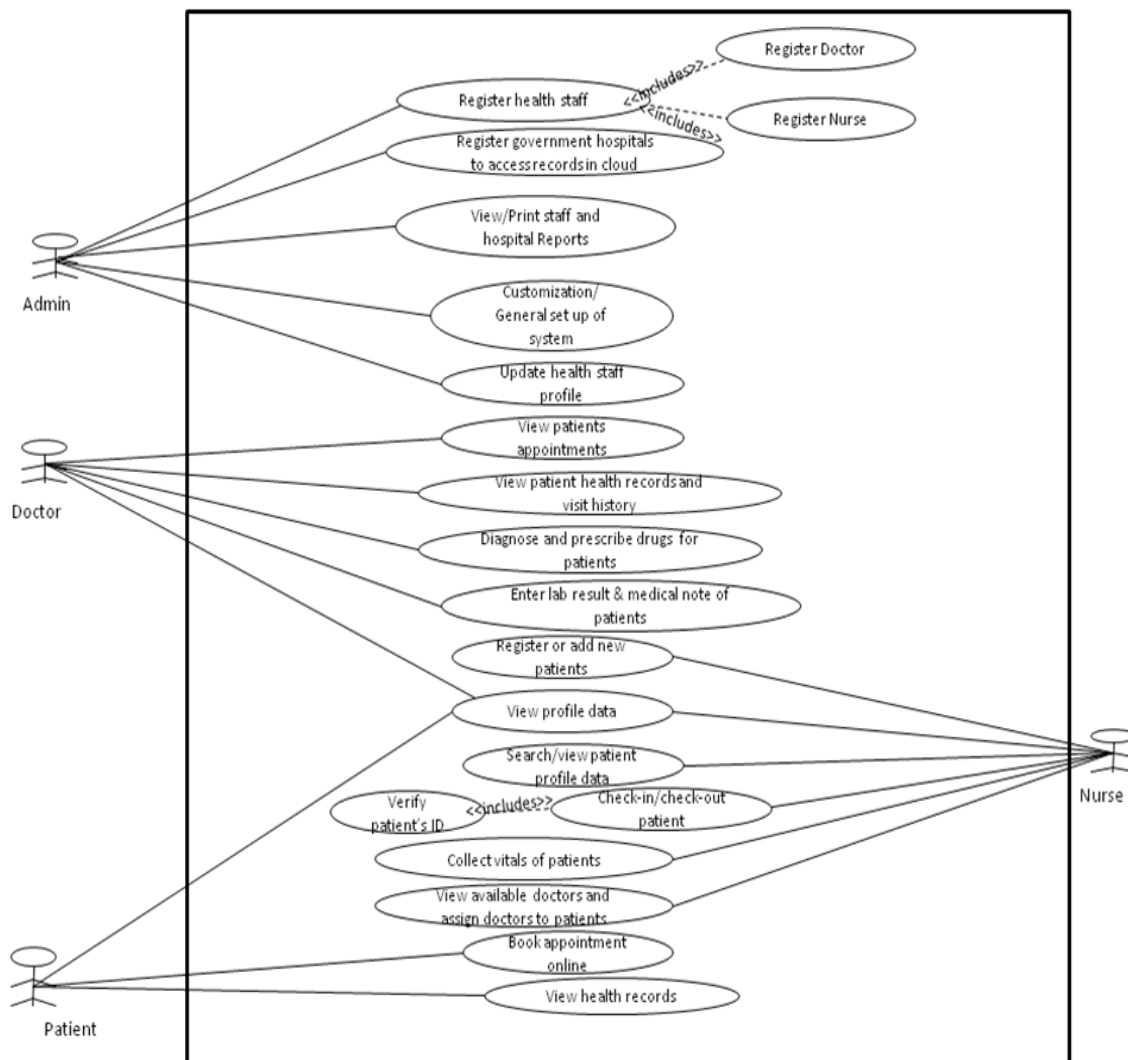 Register Doctor
<<includes>>
Register health staff
Register Nurse
<<includes>>
Register government hospitals
to access records in cloud
View/Print staff and
hospital Reports
Admin
Customization/
General set up of
system
Update health staff
profile
View patients
appointments
View patient health records and
visit history
Doctor
Diagnose and prescribe drugs for
patients
Enter lab result & medical note of
patients
Register or add new
patients
View profile data
Search/view patient
profile data
Nurse
Verify
patient's ID
<<includes>>
Check-in/check-out
patient
Collect vitals of patients
View available doctors and
assign doctors to patients
Book appointment
online
View health records
Patient